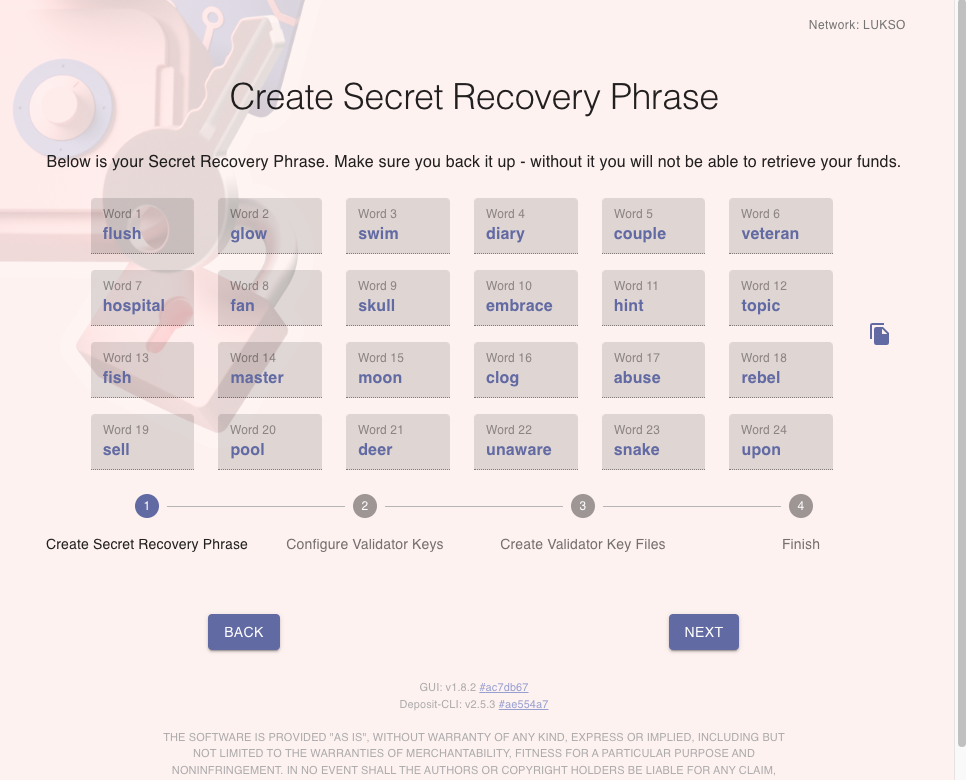 Network: LUKSO
Create Secret Recovery Phrase
Below is your Secret Recovery Phrase. Make sure you back it up - without it you will not be able to retrieve your funds.
Word 1 Word 2 Word 3 Word 4 Word 5 Word 6
flush glow swim diary couple veteran
Word 7 Word 8 Word 9 Word 10 Word 11 Word 12
hospital fan skull embrace hint topic
Word 13 Word 14 Word 15 Word 16 Word 17 Word 18
fish master moon clog abuse rebel
Word 19 Word 20 Word 21 Word 22 Word 23 Word 24
sell pool deer unaware snake upon
1 2 3 4
Create Secret Recovery Phrase Configure Validator Keys Create Validator Key Files Finish
BACK NEXT
GUI: v1.8.2 #ac7db67
Deposit-CLI: v2.5.3 #ae554a7
THE SOFTWARE IS PROVIDED "AS IS", WITHOUT WARRANTY OF ANY KIND, EXPRESS OR IMPLIED, INCLUDING BUT
NOT LIMITED TO THE WARRANTIES OF MERCHANTABILITY, FITNESS FOR A PARTICULAR PURPOSE AND
NONINFRINGEMENT. IN NO EVENT SHALL THE AUTHORS OR COPYRIGHT HOLDERS BE LIABLE FOR ANY CLAIM,